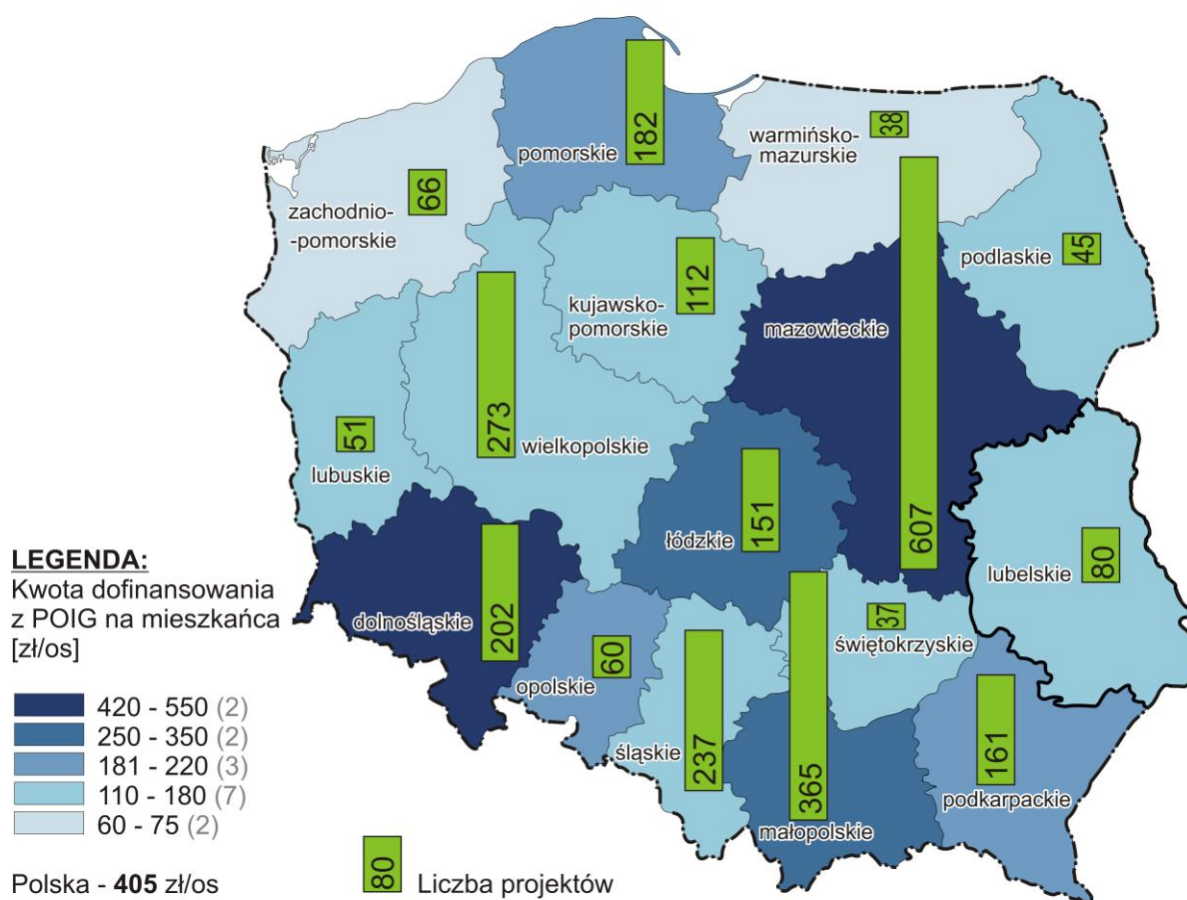 182
pomorskie
38
warmińsko-
mazurskie
66
zachodnio-
-pomorskie
45
podlaskie
112
kujawsko-
pomorskie
607
mazowieckie
273
wielkopolskie
51
lubuskie
151
łódzkie
80
lubelskie
202
dolnośląskie
37
świętokrzyskie
60
opolskie
237
śląskie
365
małopolskie
161
podkarpackie
LEGENDA:
Kwota dofinansowania
z POIG na mieszkańca
[zł/os]
420 - 550 (2)
250 - 350 (2)
181 - 220 (3)
110 - 180 (7)
60 - 75 (2)
Polska - 405 zł/os
80 Liczba projektów